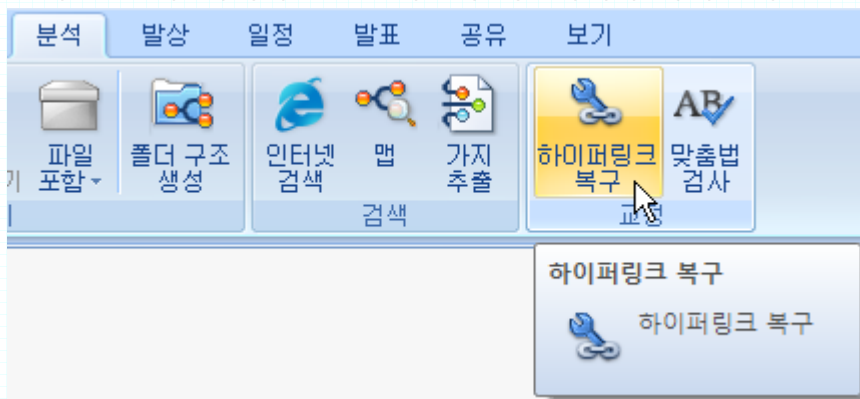 분석 발상 일정 발표 공유 보기
파일
포함
폴더 구조
생성
인터넷
검색
맵
가지
추출
하이퍼링크
복구
맞춤법
검사
검색
교정
하이퍼링크 복구
하이퍼링크 복구